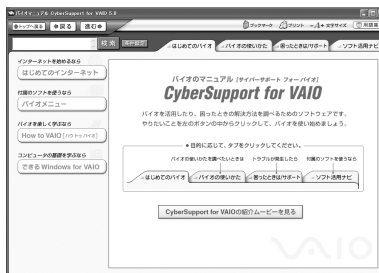 バイオマニュアル CyberSupport for VAIO 5.0
トップへ戻る 戻る 進む
ブックマーク プリント A 文字サイズ 用語集
検索 条件設定
はじめてのバイオ バイオの使いかた 困ったときは/サポート ソフト活用ナビ
インターネットを始めるなら
はじめてのインターネット
付属のソフトを使うなら
バイオメニュー
バイオを楽しく学ぶなら
How to VAIO [ハウ トゥ バイオ]
コンピュータの基礎を学ぶなら
できる Windows for VAIO
バイオのマニュアル [サイバーサポート フォー バイオ]
CyberSupport for VAIO
バイオを活用したり、困ったときの解決方法を調べるためのソフトウェアです。
やりたいことを左のボタンの中からクリックして、バイオを使い始めましょう。
● 目的に応じて、タブをクリックしてください。
バイオの使いかたを調べたいときは トラブルが発生したら 付属のソフトを使うなら
はじめてのバイオ バイオの使いかた 困ったときは/サポート ソフト活用ナビ
CyberSupport for VAIOの紹介ムービーを見る
VAIO